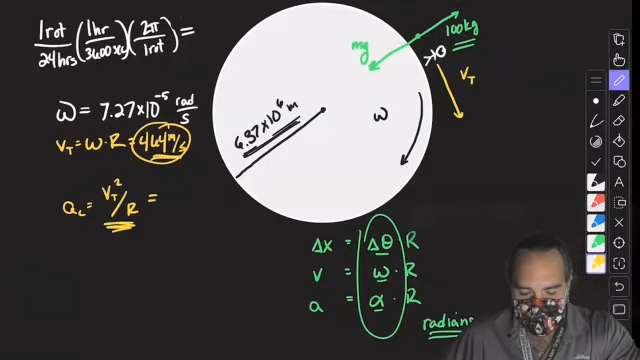 1rot/24hrs (1hr/3600sec) (2π/1rot) =
ω = 7.27×10⁻⁵ rad/s
V_T = ω·R = 464 m/s
a_c = V_T²/R =
6.37×10⁶ m
mg
100kg
V_T
ω
Δx = Δθ·R
v = ω·R
a = α·R
radians